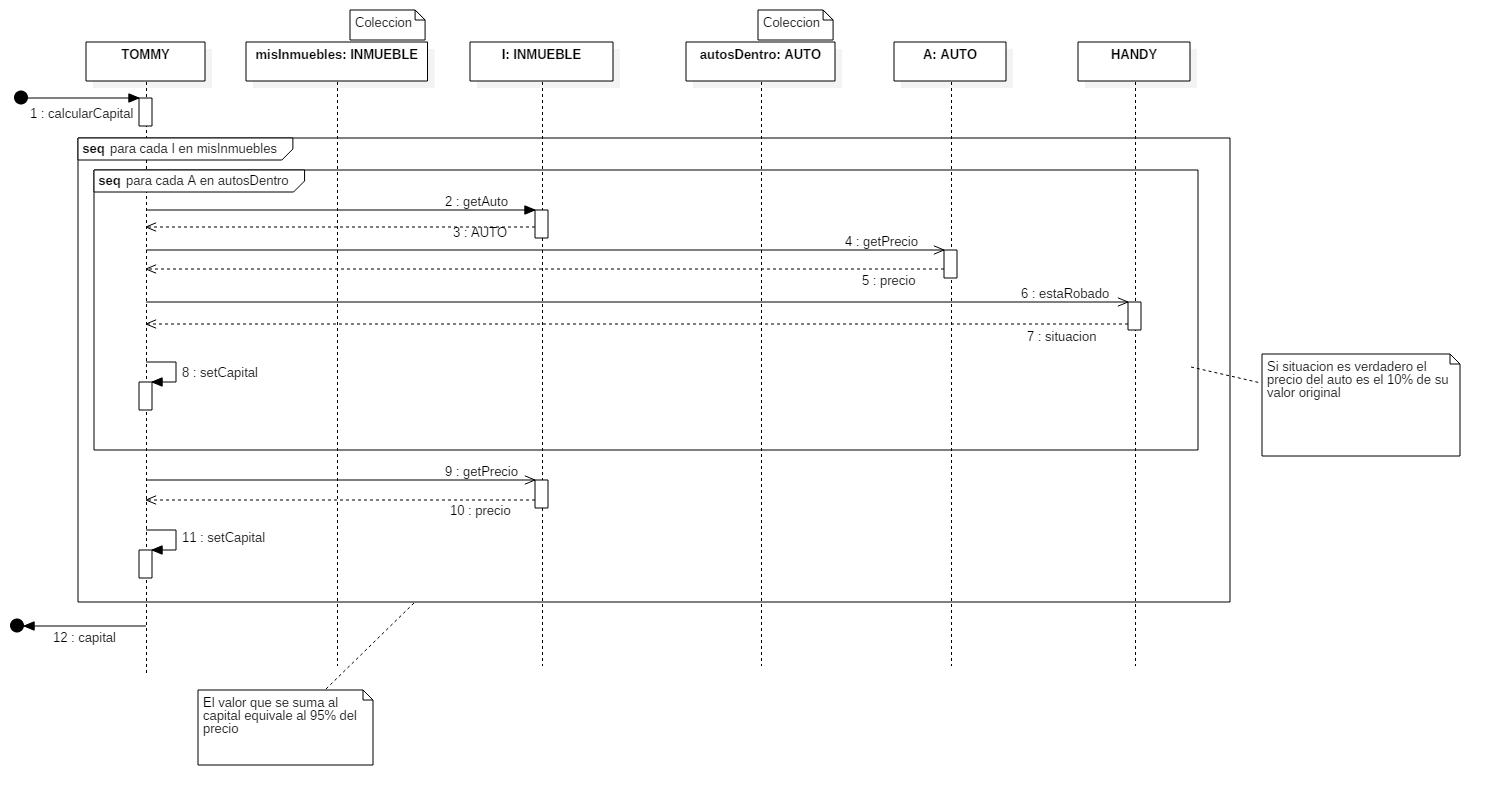 Coleccion
Coleccion
TOMMY
misInmuebles: INMUEBLE
I: INMUEBLE
autosDentro: AUTO
A: AUTO
HANDY
1 : calcularCapital
seq para cada I en misInmuebles
seq para cada A en autosDentro
2 : getAuto
3 : AUTO
4 : getPrecio
5 : precio
6 : estaRobado
7 : situacion
8 : setCapital
Si situacion es verdadero el
precio del auto es el 10% de su
valor original
9 : getPrecio
10 : precio
11 : setCapital
12 : capital
El valor que se suma al
capital equivale al 95% del
precio